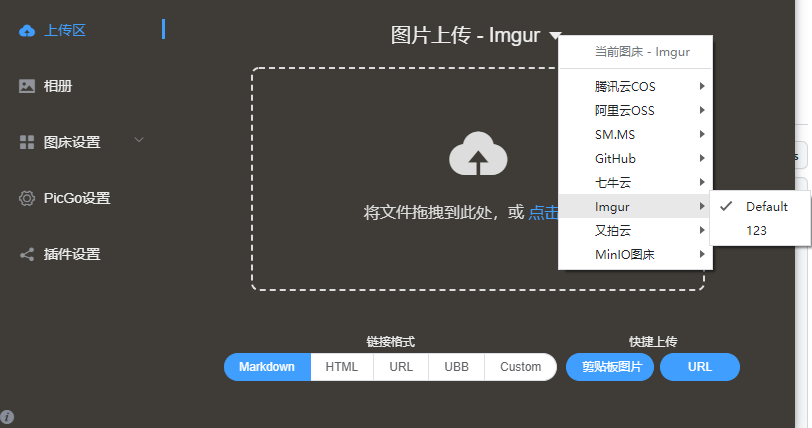 上传区
相册
图床设置
PicGo设置
插件设置
图片上传 - Imgur
将文件拖拽到此处，或 点击
链接格式
Markdown
HTML
URL
UBB
Custom
快捷上传
剪贴板图片
URL
当前图床 - Imgur
腾讯云COS
阿里云OSS
SM.MS
GitHub
七牛云
Imgur
又拍云
MinIO图床
Default
123